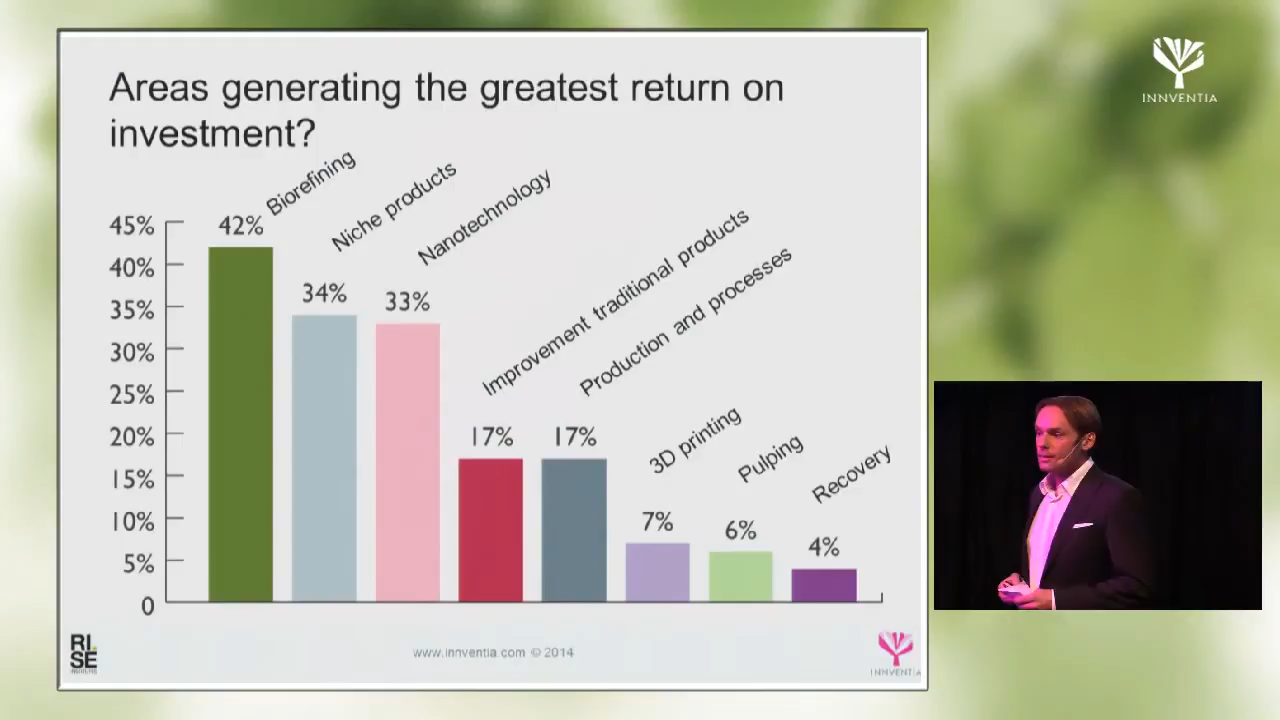 Areas generating the greatest return on
investment?
INNVENTIA
Biorefining
Niche products
Nanotechnology
Improvement traditional products
Production and processes
3D printing
Pulping
Recovery
45%
40%
35%
30%
25%
20%
15%
10%
5%
0
42%
34%
33%
17%
17%
7%
6%
4%
RI.
SE
www.innventia.com © 2014
INNVENTIA